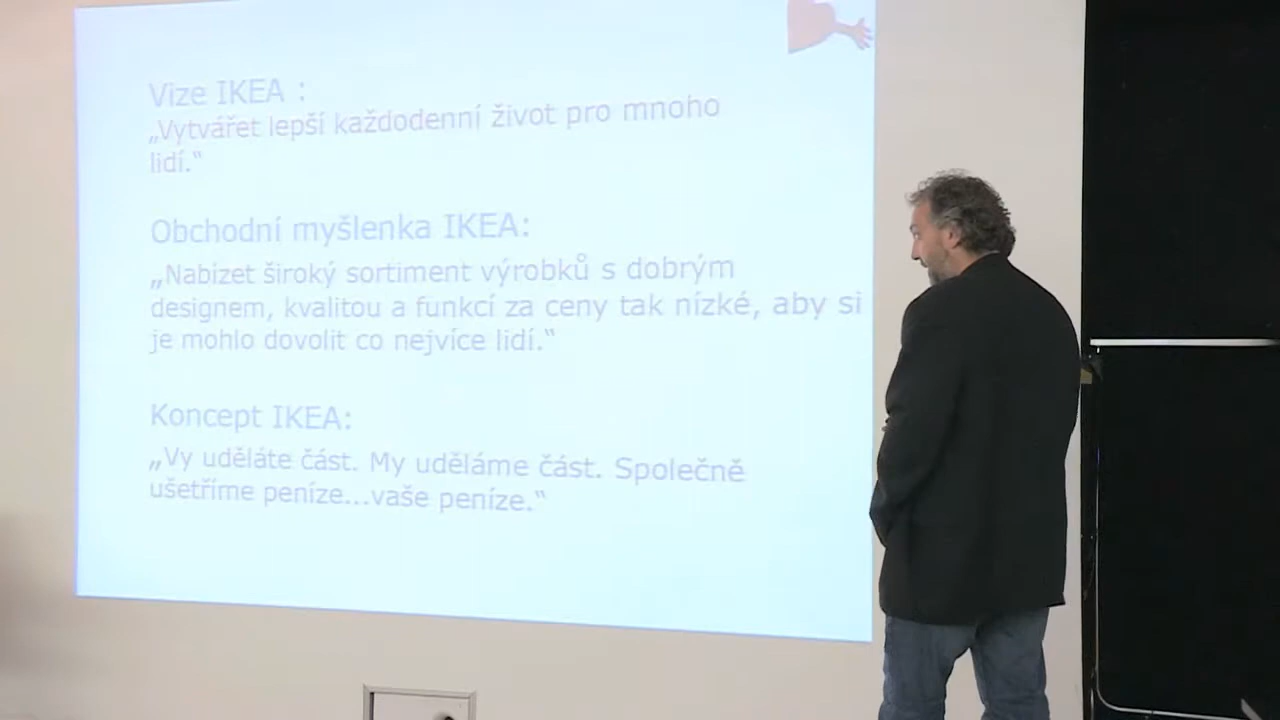 Vize IKEA :
„Vytvářet lepší každodenní život pro mnoho
lidí.“
Obchodní myšlenka IKEA:
„Nabízet široký sortiment výrobků s dobrým
designem, kvalitou a funkcí za ceny tak nízké, aby si
je mohlo dovolit co nejvíce lidí.“
Koncept IKEA:
„Vy uděláte část. My uděláme část. Společně
ušetříme peníze...vaše peníze.“